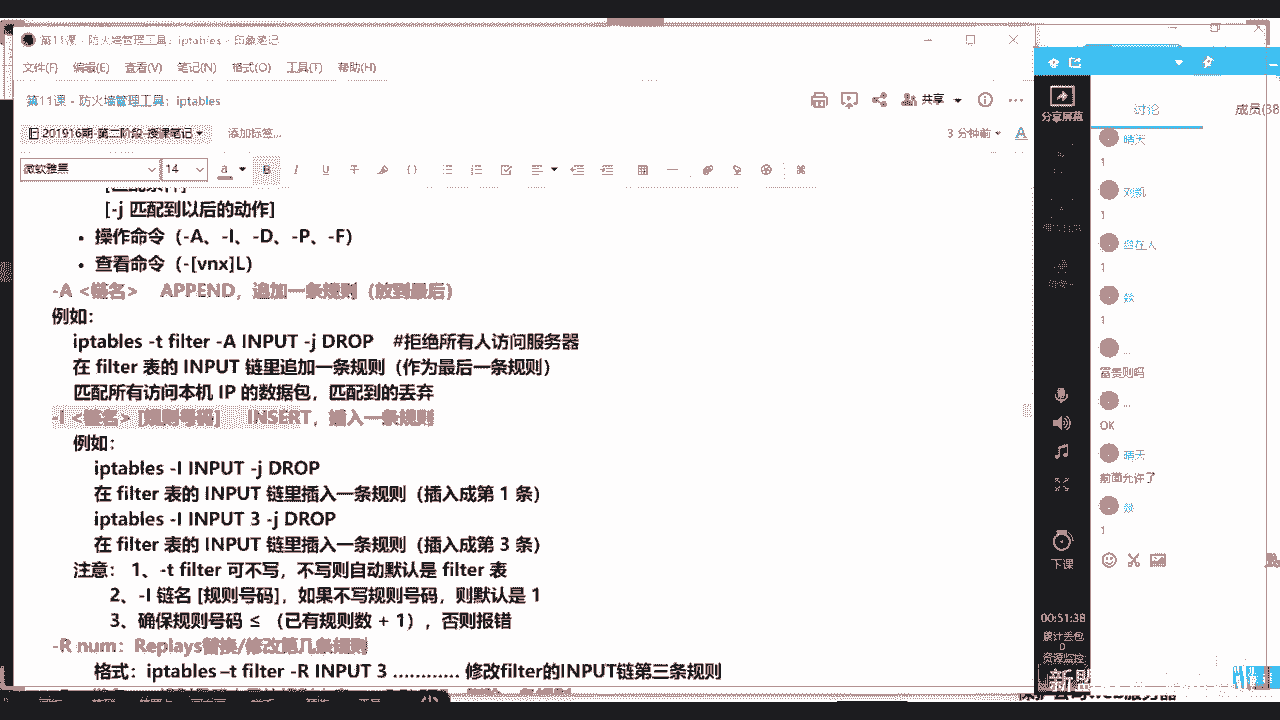 第11课 - 防火墙管理工具：iptables - 印象笔记
文件(F) 编辑(E) 查看(V) 笔记(N) 格式(O) 工具(T) 帮助(H)
第11课 - 防火墙管理工具：iptables
共享
201916期-第二阶段-授课笔记
添加标签...
3 分钟前
微软雅黑 14
[-j 匹配到以后的动作]
• 操作命令（-A、-I、-D、-P、-F）
• 查看命令（-[vnx]L）
-A <链名> APPEND，追加一条规则（放到最后）
例如：
iptables -t filter -A INPUT -j DROP #拒绝所有人访问服务器
在 filter 表的 INPUT 链里追加一条规则（作为最后一条规则）
匹配所有访问本机 IP 的数据包，匹配到的丢弃
-I <链名> [规则号码] INSERT，插入一条规则
例如：
iptables -I INPUT -j DROP
在 filter 表的 INPUT 链里插入一条规则（插入成第 1 条）
iptables -I INPUT 3 -j DROP
在 filter 表的 INPUT 链里插入一条规则（插入成第 3 条）
注意： 1、-t filter 可不写，不写则自动默认是 filter 表
2、-I 链名 [规则号码]，如果不写规则号码，则默认是 1
3、确保规则号码 ≤ （已有规则数 + 1），否则报错
-R num：Replays替换/修改第几条规则
格式：iptables –t filter -R INPUT 3 ………… 修改filter的INPUT链第三条规则
分享屏幕
下课
00:51:38
累计丢包
0
资源监控
讨论
成员(38
晴天
1
刘凯
1
1
1
...
...
OK
晴天
前面允许了
1